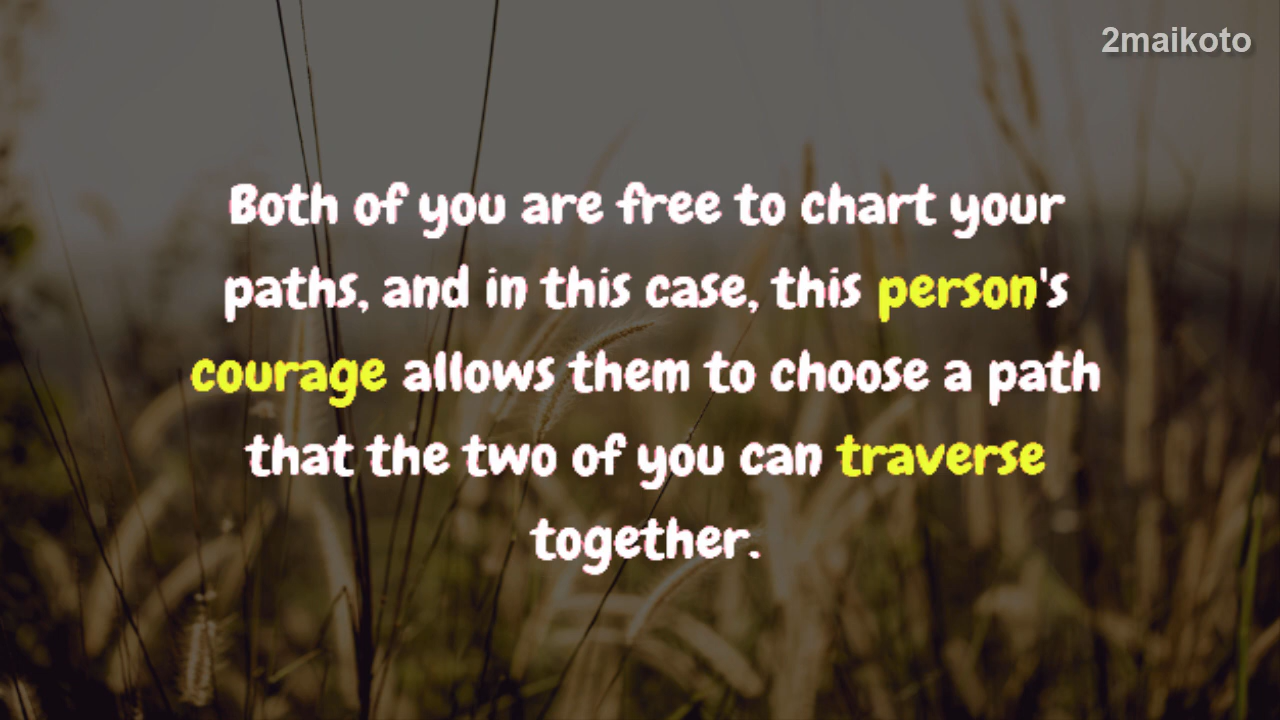 2maikoto
Both of you are free to chart your
paths, and in this case, this person's
courage allows them to choose a path
that the two of you can traverse
together.